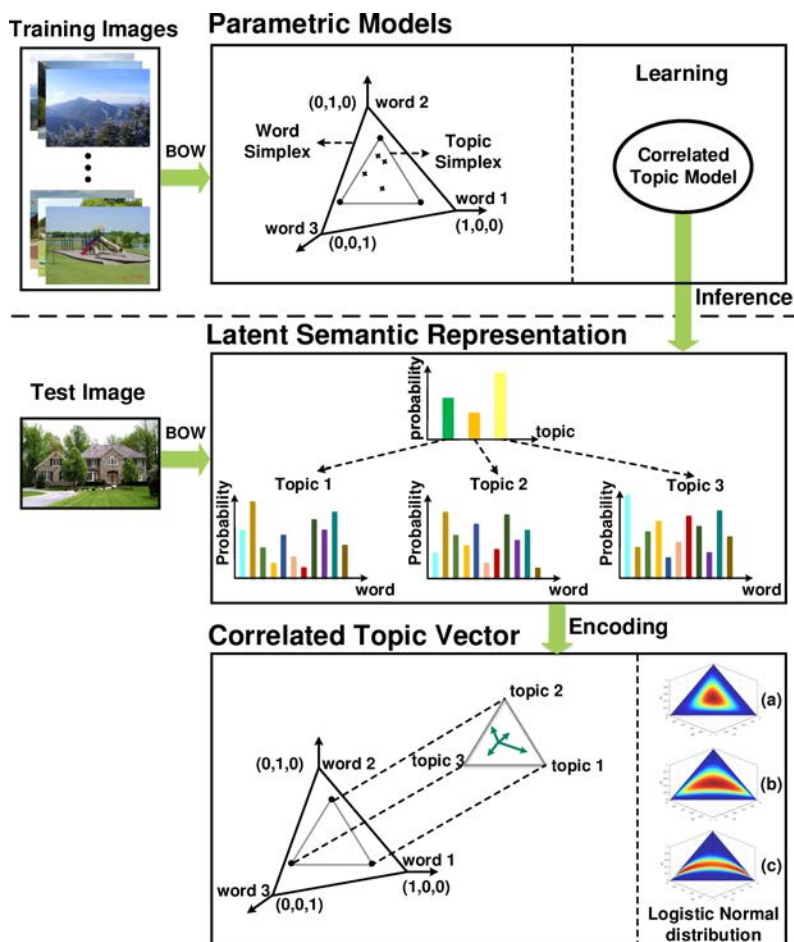 Training Images
Parametric Models
BOW
(0,1,0)
word 2
Word
Simplex
Topic
Simplex
word 1
(1,0,0)
word 3
(0,0,1)
Learning
Correlated
Topic Model
Inference
Latent Semantic Representation
Test Image
BOW
probability
topic
Topic 1
Topic 2
Topic 3
Probability
word
Probability
word
Probability
word
Encoding
Correlated Topic Vector
topic 2
topic 3
topic 1
(0,1,0)
word 2
word 1
(1,0,0)
word 3
(0,0,1)
(a)
(b)
(c)
Logistic Normal
distribution